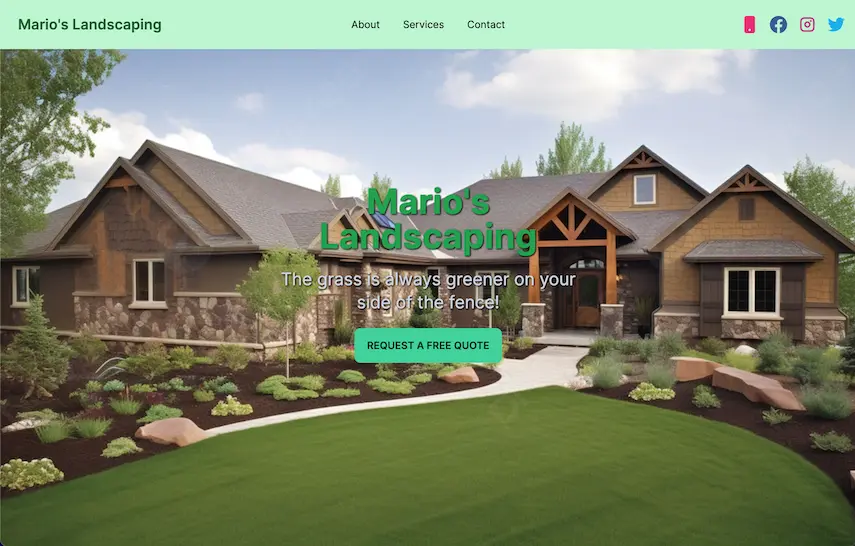 Mario's Landscaping
About
Services
Contact
Mario's
Landscaping
The grass is always greener on your
side of the fence!
REQUEST A FREE QUOTE